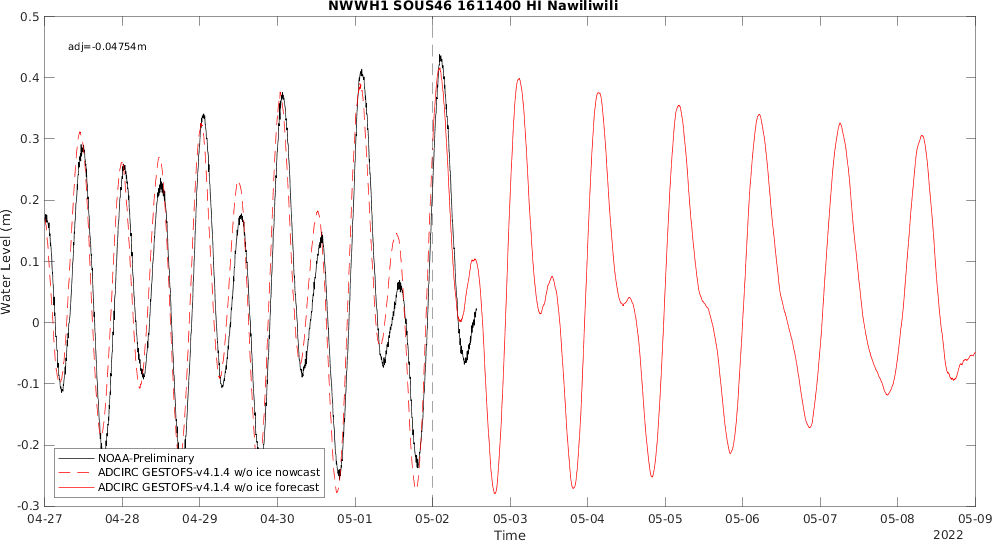 NWWH1 SOUS46 1611400 HI Nawiliwili
0.5
adj=-0.04754m
0.4
0.3
0.2
0.1
0
-0.1
-0.2
-0.3
Water Level (m)
NOAA-Preliminary
ADCIRC GESTOFS-v4.1.4 w/o ice nowcast
ADCIRC GESTOFS-v4.1.4 w/o ice forecast
04-27 04-28 04-29 04-30 05-01 05-02 05-03 05-04 05-05 05-06 05-07 05-08 05-09
Time
2022